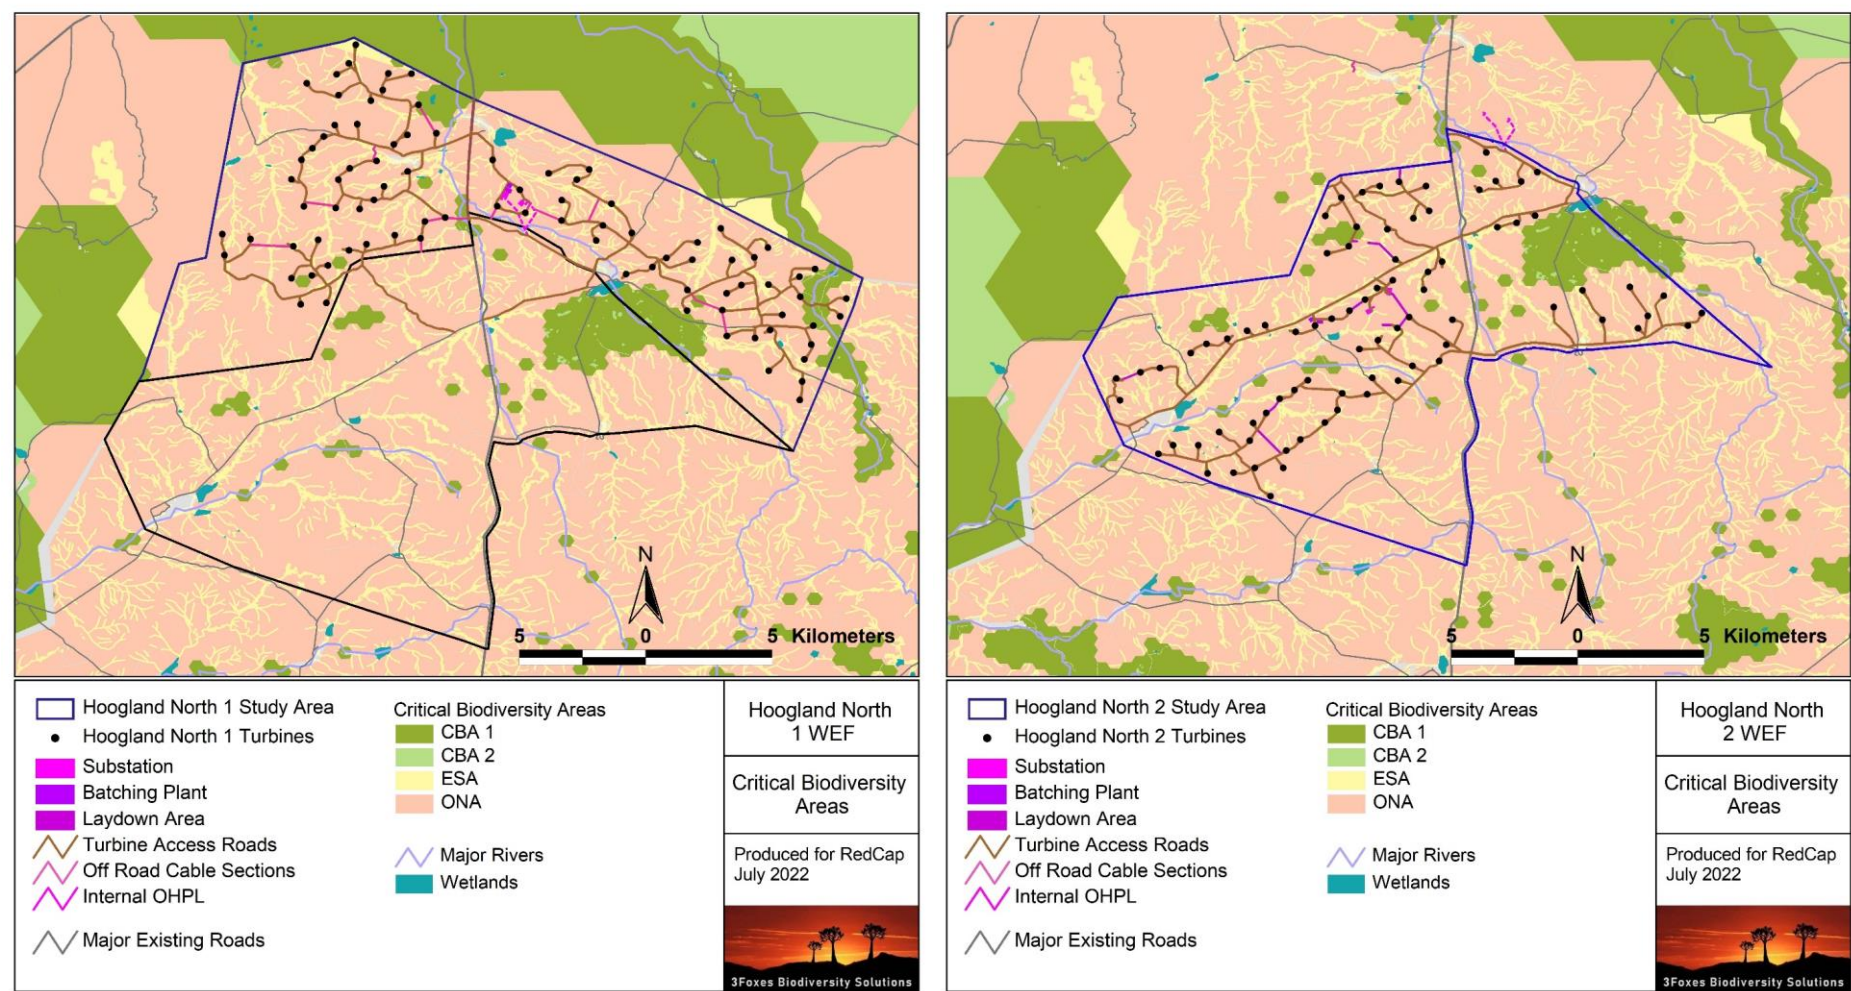 N
5 0 5 Kilometers
Hoogland North 1 Study Area
Hoogland North 1 Turbines
Substation
Batching Plant
Laydown Area
Turbine Access Roads
Off Road Cable Sections
Internal OHPL
Major Existing Roads
Critical Biodiversity Areas
CBA 1
CBA 2
ESA
ONA
Major Rivers
Wetlands
Hoogland North
1 WEF
Critical Biodiversity
Areas
Produced for RedCap
July 2022
3Foxes Biodiversity Solutions
N
5 0 5 Kilometers
Hoogland North 2 Study Area
Hoogland North 2 Turbines
Substation
Batching Plant
Laydown Area
Turbine Access Roads
Off Road Cable Sections
Internal OHPL
Major Existing Roads
Critical Biodiversity Areas
CBA 1
CBA 2
ESA
ONA
Major Rivers
Wetlands
Hoogland North
2 WEF
Critical Biodiversity
Areas
Produced for RedCap
July 2022
3Foxes Biodiversity Solutions